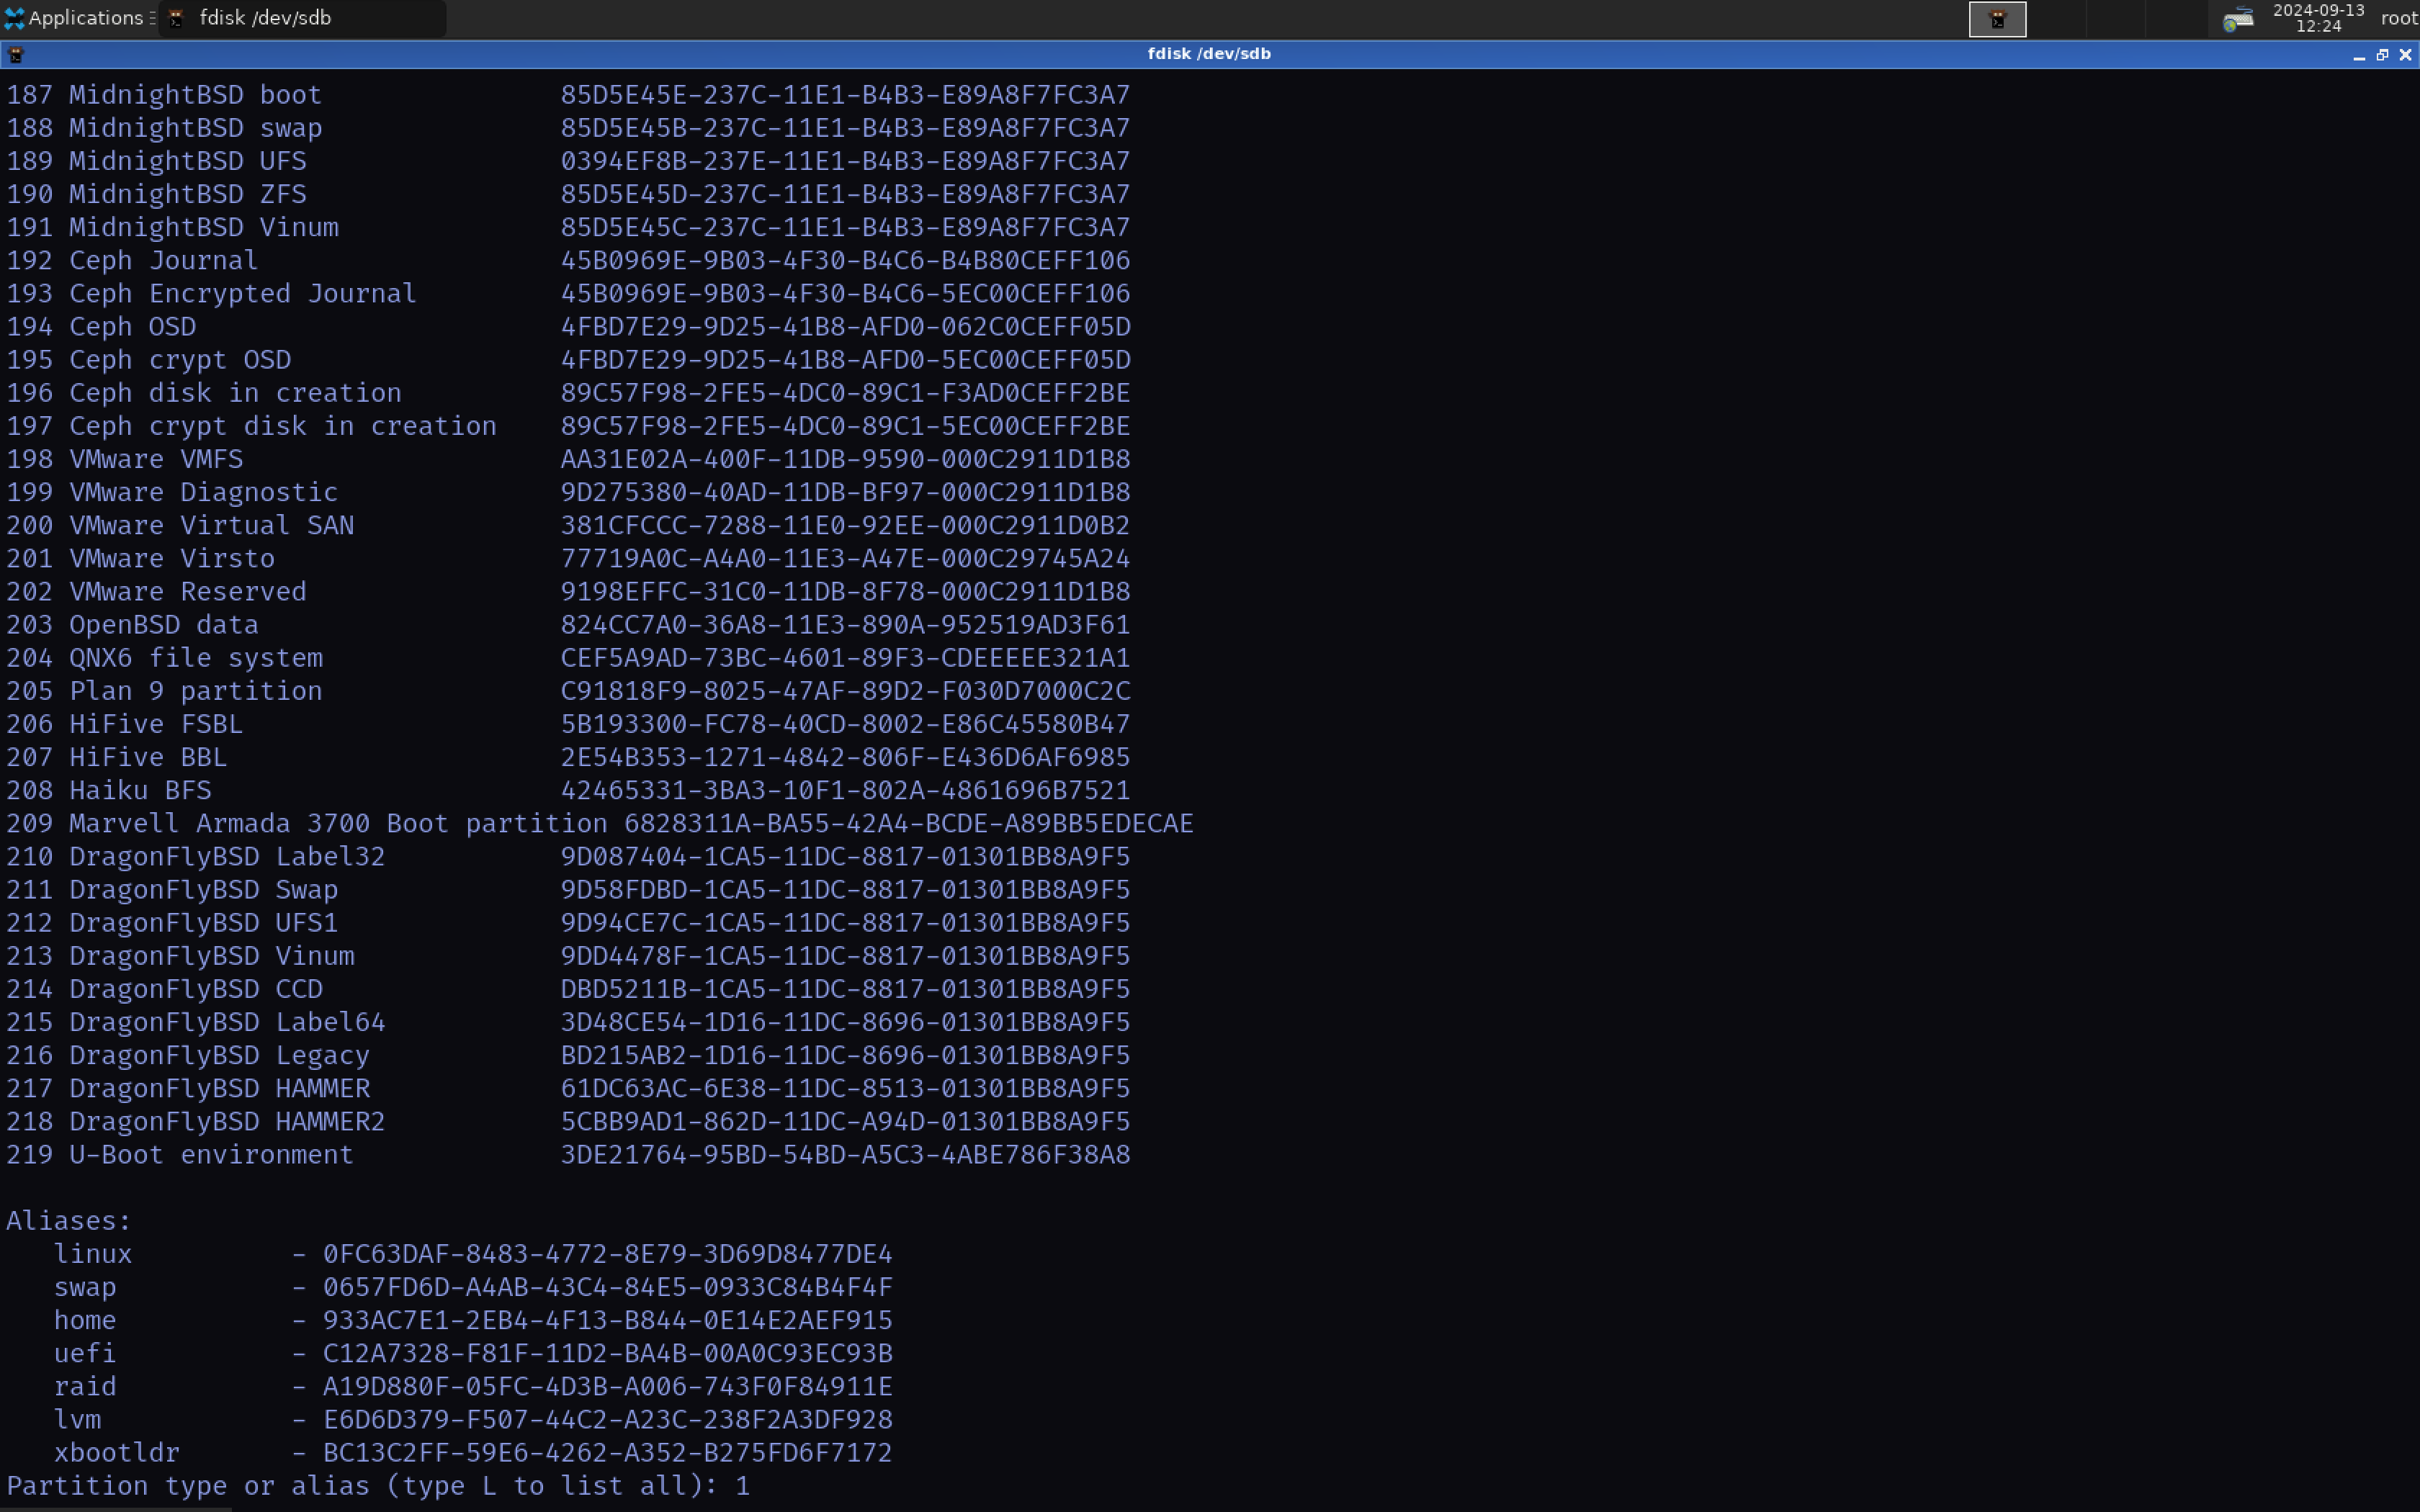 Applications
fdisk /dev/sdb
2024-09-13
12:24
root
fdisk /dev/sdb
187 MidnightBSD boot 85D5E45E-237C-11E1-B4B3-E89A8F7FC3A7
188 MidnightBSD swap 85D5E45B-237C-11E1-B4B3-E89A8F7FC3A7
189 MidnightBSD UFS 0394EF8B-237E-11E1-B4B3-E89A8F7FC3A7
190 MidnightBSD ZFS 85D5E45D-237C-11E1-B4B3-E89A8F7FC3A7
191 MidnightBSD Vinum 85D5E45C-237C-11E1-B4B3-E89A8F7FC3A7
192 Ceph Journal 45B0969E-9B03-4F30-B4C6-B4B80CEFF106
193 Ceph Encrypted Journal 45B0969E-9B03-4F30-B4C6-5EC00CEFF106
194 Ceph OSD 4FBD7E29-9D25-41B8-AFD0-062C0CEFF05D
195 Ceph crypt OSD 4FBD7E29-9D25-41B8-AFD0-5EC00CEFF05D
196 Ceph disk in creation 89C57F98-2FE5-4DC0-89C1-F3AD0CEFF2BE
197 Ceph crypt disk in creation 89C57F98-2FE5-4DC0-89C1-5EC00CEFF2BE
198 VMware VMFS AA31E02A-400F-11DB-9590-000C2911D1B8
199 VMware Diagnostic 9D275380-40AD-11DB-BF97-000C2911D1B8
200 VMware Virtual SAN 381CFCCC-7288-11E0-92EE-000C2911D0B2
201 VMware Virsto 77719A0C-A4A0-11E3-A47E-000C29745A24
202 VMware Reserved 9198EFFC-31C0-11DB-8F78-000C2911D1B8
203 OpenBSD data 824CC7A0-36A8-11E3-890A-952519AD3F61
204 QNX6 file system CEF5A9AD-73BC-4601-89F3-CDEEEEE321A1
205 Plan 9 partition C91818F9-8025-47AF-89D2-F030D7000C2C
206 HiFive FSBL 5B193300-FC78-40CD-8002-E86C45580B47
207 HiFive BBL 2E54B353-1271-4842-806F-E436D6AF6985
208 Haiku BFS 42465331-3BA3-10F1-802A-4861696B7521
209 Marvell Armada 3700 Boot partition 6828311A-BA55-42A4-BCDE-A89BB5EDECAE
210 DragonFlyBSD Label32 9D087404-1CA5-11DC-8817-01301BB8A9F5
211 DragonFlyBSD Swap 9D58FDBD-1CA5-11DC-8817-01301BB8A9F5
212 DragonFlyBSD UFS1 9D94CE7C-1CA5-11DC-8817-01301BB8A9F5
213 DragonFlyBSD Vinum 9DD4478F-1CA5-11DC-8817-01301BB8A9F5
214 DragonFlyBSD CCD DBD5211B-1CA5-11DC-8817-01301BB8A9F5
215 DragonFlyBSD Label64 3D48CE54-1D16-11DC-8696-01301BB8A9F5
216 DragonFlyBSD Legacy BD215AB2-1D16-11DC-8696-01301BB8A9F5
217 DragonFlyBSD HAMMER 61DC63AC-6E38-11DC-8513-01301BB8A9F5
218 DragonFlyBSD HAMMER2 5CBB9AD1-862D-11DC-A94D-01301BB8A9F5
219 U-Boot environment 3DE21764-95BD-54BD-A5C3-4ABE786F38A8
Aliases:
linux - 0FC63DAF-8483-4772-8E79-3D69D8477DE4
swap - 0657FD6D-A4AB-43C4-84E5-0933C84B4F4F
home - 933AC7E1-2EB4-4F13-B844-0E14E2AEF915
uefi - C12A7328-F81F-11D2-BA4B-00A0C93EC93B
raid - A19D880F-05FC-4D3B-A006-743F0F84911E
lvm - E6D6D379-F507-44C2-A23C-238F2A3DF928
xbootldr - BC13C2FF-59E6-4262-A352-B275FD6F7172
Partition type or alias (type L to list all): 1